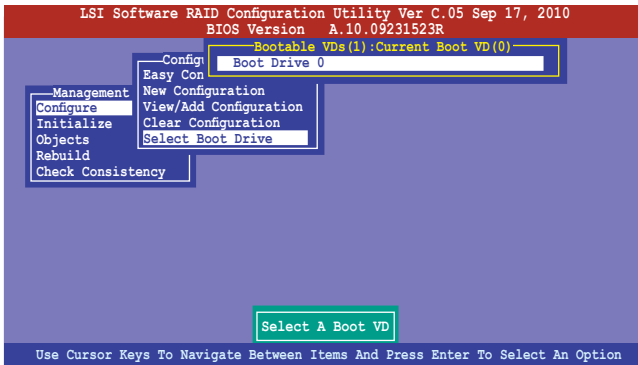 LSI Software RAID Configuration Utility Ver C.05 Sep 17, 2010
BIOS Version A.10.09231523R
Bootable VDs(1):Current Boot VD(0)
Boot Drive 0
Configu
Easy Con
New Configuration
View/Add Configuration
Clear Configuration
Select Boot Drive
Management
Configure
Initialize
Objects
Rebuild
Check Consistency
Select A Boot VD
Use Cursor Keys To Navigate Between Items And Press Enter To Select An Option